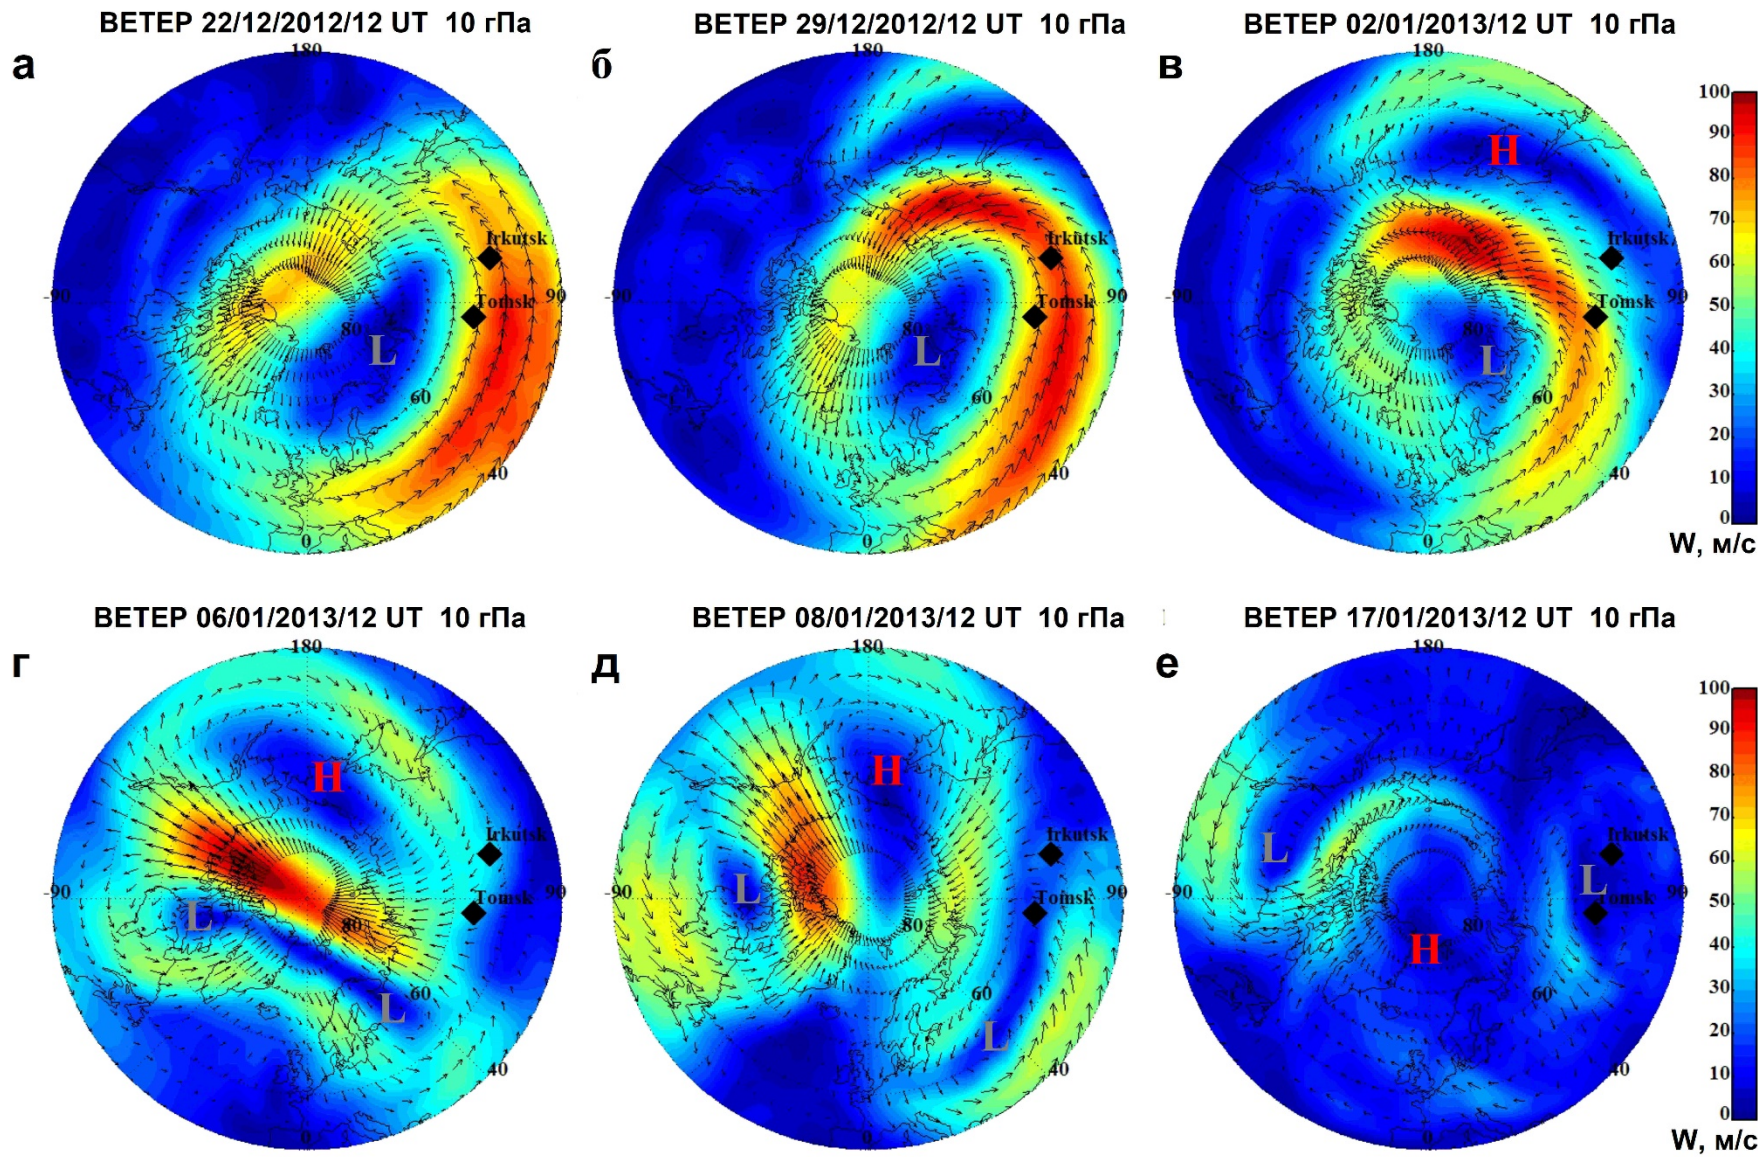 ВЕТЕР 22/12/2012/12 UT 10 гПа
ВЕТЕР 29/12/2012/12 UT 10 гПа
ВЕТЕР 02/01/2013/12 UT 10 гПа
а
180
-90
90
0
80
60
40
Irkutsk
Tomsk
L
б
180
-90
90
0
80
60
40
Irkutsk
Tomsk
L
в
180
-90
90
0
80
60
40
Irkutsk
Tomsk
H
L
100
90
80
70
60
50
40
30
20
10
0
W, м/с
ВЕТЕР 06/01/2013/12 UT 10 гПа
ВЕТЕР 08/01/2013/12 UT 10 гПа
ВЕТЕР 17/01/2013/12 UT 10 гПа
г
180
-90
90
0
80
60
40
Irkutsk
Tomsk
H
L
L
д
180
-90
90
0
80
60
40
Irkutsk
Tomsk
H
L
L
е
180
-90
90
0
80
60
40
Irkutsk
Tomsk
L
L
H
100
90
80
70
60
50
40
30
20
10
0
W, м/с